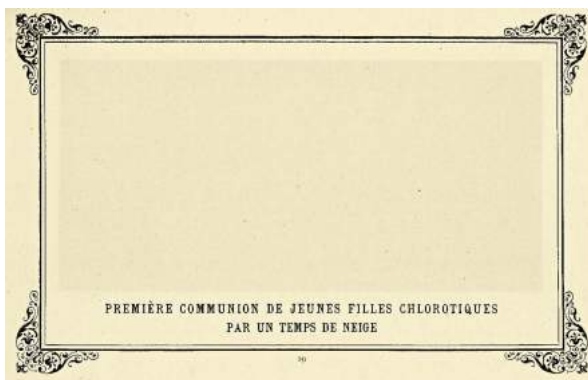 PREMIÈRE COMMUNION DE JEUNES FILLES CHLOROTIQUES
PAR UN TEMPS DE NEIGE